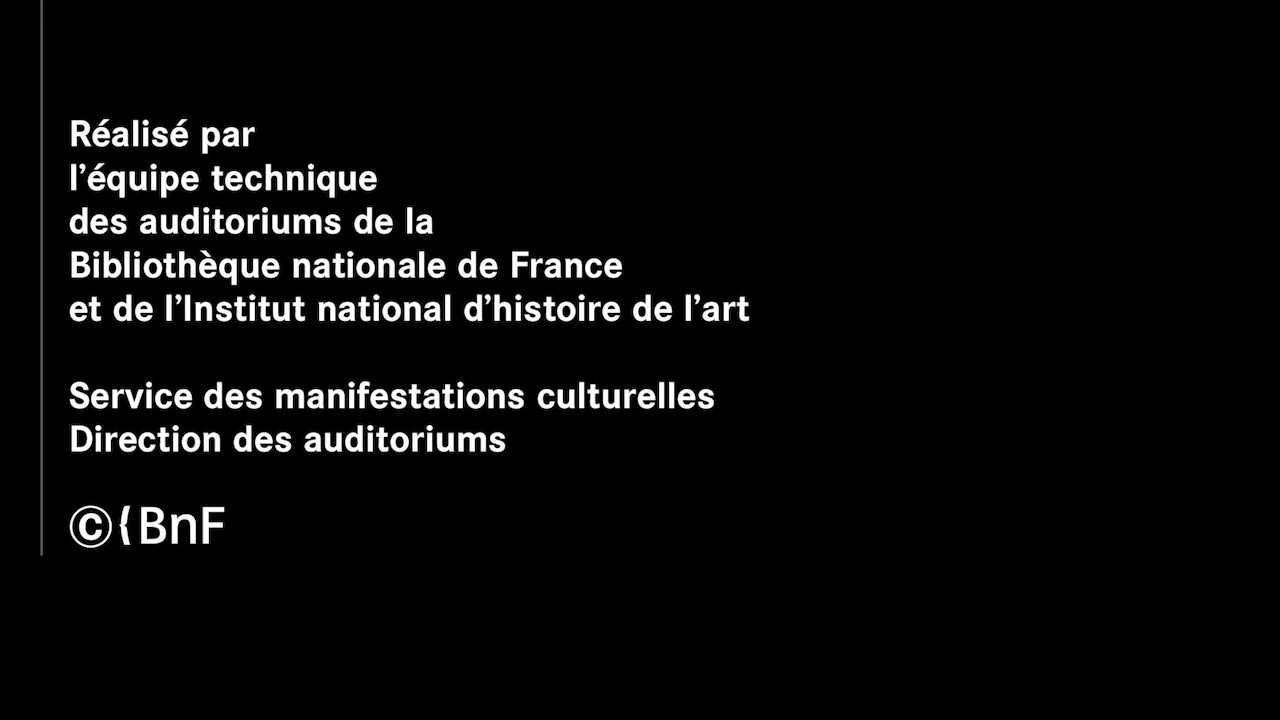 Réalisé par
l’équipe technique
des auditoriums de la
Bibliothèque nationale de France
et de l’Institut national d’histoire de l’art
Service des manifestations culturelles
Direction des auditoriums
©{BnF